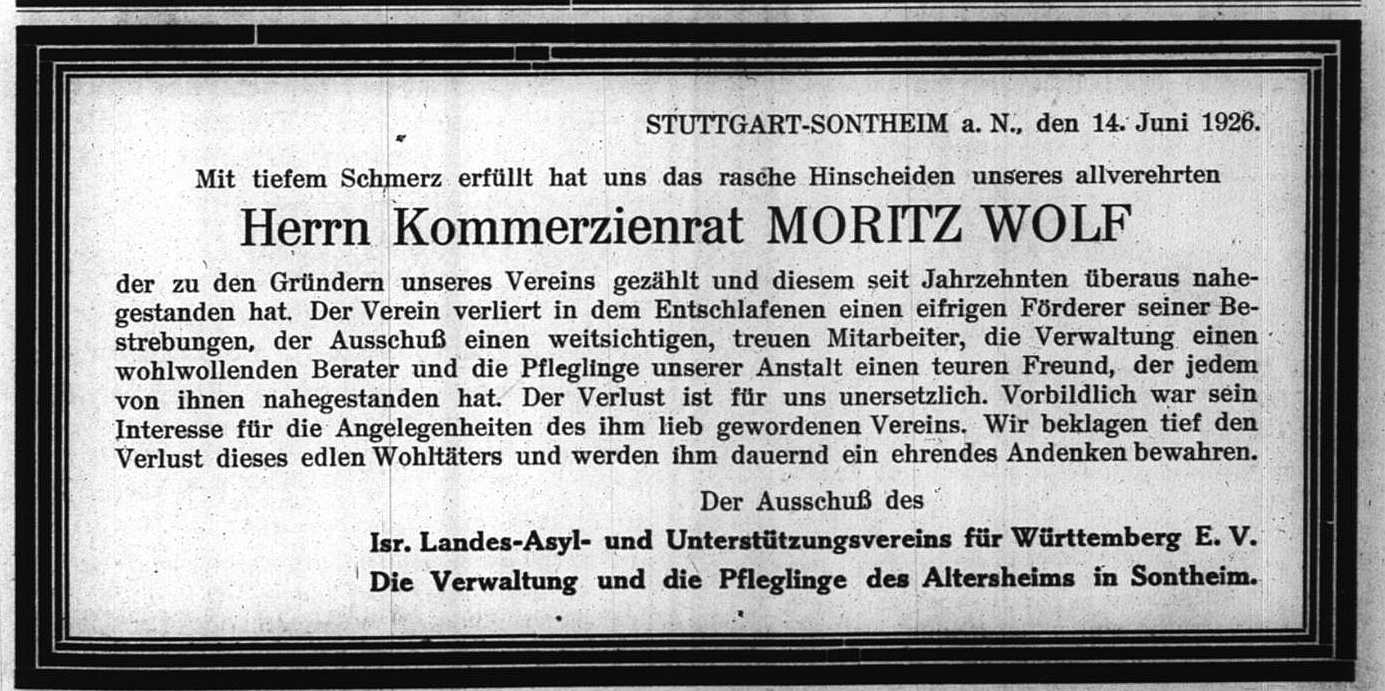 STUTTGART-SONTHEIM a. N., den 14. Juni 1926.
Mit tiefem Schmerz erfüllt hat uns das rasche Hinscheiden unseres allverehrten
Herrn Kommerzienrat MORITZ WOLF
der zu den Gründern unseres Vereins gezählt und diesem seit Jahrzehnten überaus nahe-
gestanden hat. Der Verein verliert in dem Entschlafenen einen eifrigen Förderer seiner Be-
strebungen, der Ausschuß einen weitsichtigen, treuen Mitarbeiter, die Verwaltung einen
wohlwollenden Berater und die Pfleglinge unserer Anstalt einen teuren Freund, der jedem
von ihnen nahegestanden hat. Der Verlust ist für uns unersetzlich. Vorbildlich war sein
Interesse für die Angelegenheiten des ihm lieb gewordenen Vereins. Wir beklagen tief den
Verlust dieses edlen Wohltäters und werden ihm dauernd ein ehrendes Andenken bewahren.
Der Ausschuß des
Isr. Landes-Asyl- und Unterstützungsvereins für Württemberg E. V.
Die Verwaltung und die Pfleglinge des Altersheims in Sontheim.